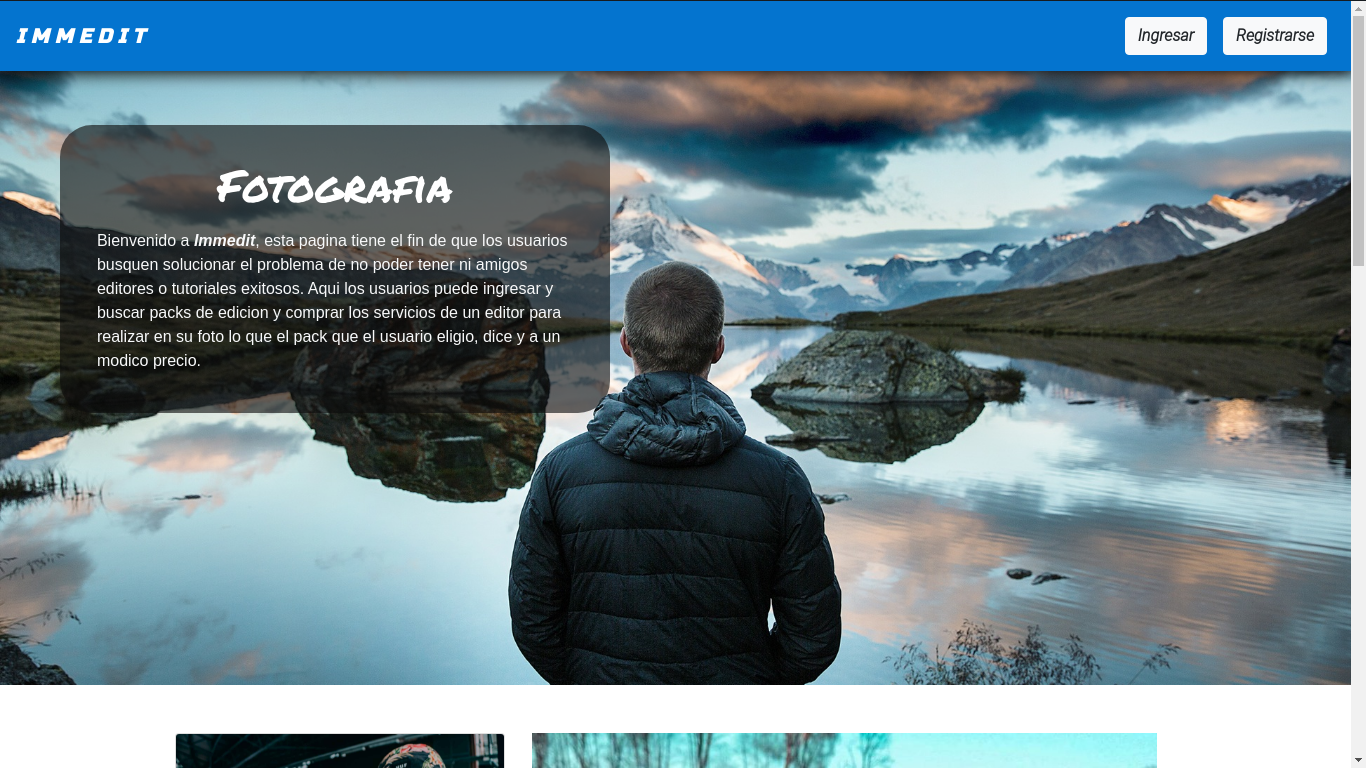 IMMEDIT
Ingresar
Registrarse
Fotografia
Bienvenido a Immedit, esta pagina tiene el fin de que los usuarios
busquen solucionar el problema de no poder tener ni amigos
editores o tutoriales exitosos. Aqui los usuarios puede ingresar y
buscar packs de edicion y comprar los servicios de un editor para
realizar en su foto lo que el pack que el usuario eligio, dice y a un
modico precio.